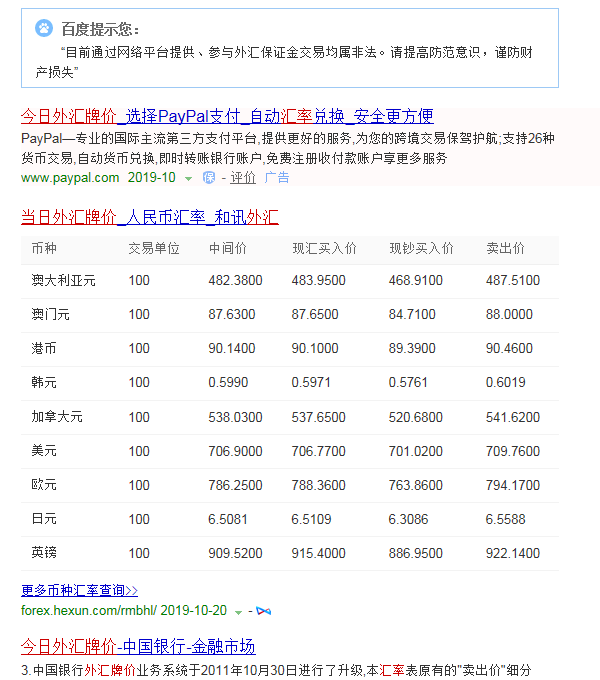 百度提示您：
“目前通过网络平台提供、参与外汇保证金交易均属非法。请提高防范意识，谨防财
产损失”
今日外汇牌价_选择PayPal支付_自动汇率兑换_安全更方便
PayPal—专业的国际主流第三方支付平台,提供更好的服务,为您的跨境交易保驾护航;支持26种
货币交易,自动货币兑换,即时转账银行账户,免费注册收付款账户享更多服务
www.paypal.com 2019-10 保 - 评价 广告
当日外汇牌价_人民币汇率_和讯外汇
币种 交易单位 中间价 现汇买入价 现钞买入价 卖出价
澳大利亚元 100 482.3800 483.9500 468.9100 487.5100
澳门元 100 87.6300 87.6500 84.7100 88.0000
港币 100 90.1400 90.1000 89.3900 90.4600
韩元 100 0.5990 0.5971 0.5761 0.6019
加拿大元 100 538.0300 537.6500 520.6800 541.6200
美元 100 706.9000 706.7700 701.0200 709.7600
欧元 100 786.2500 788.3600 763.8600 794.1700
日元 100 6.5081 6.5109 6.3086 6.5588
英镑 100 909.5200 915.4000 886.9500 922.1400
更多币种汇率查询>>
forex.hexun.com/rmbhl/ 2019-10-20 -
今日外汇牌价-中国银行-金融市场
3.中国银行外汇牌价业务系统于2011年10月30日进行了升级,本汇率表原有的"卖出价"细分